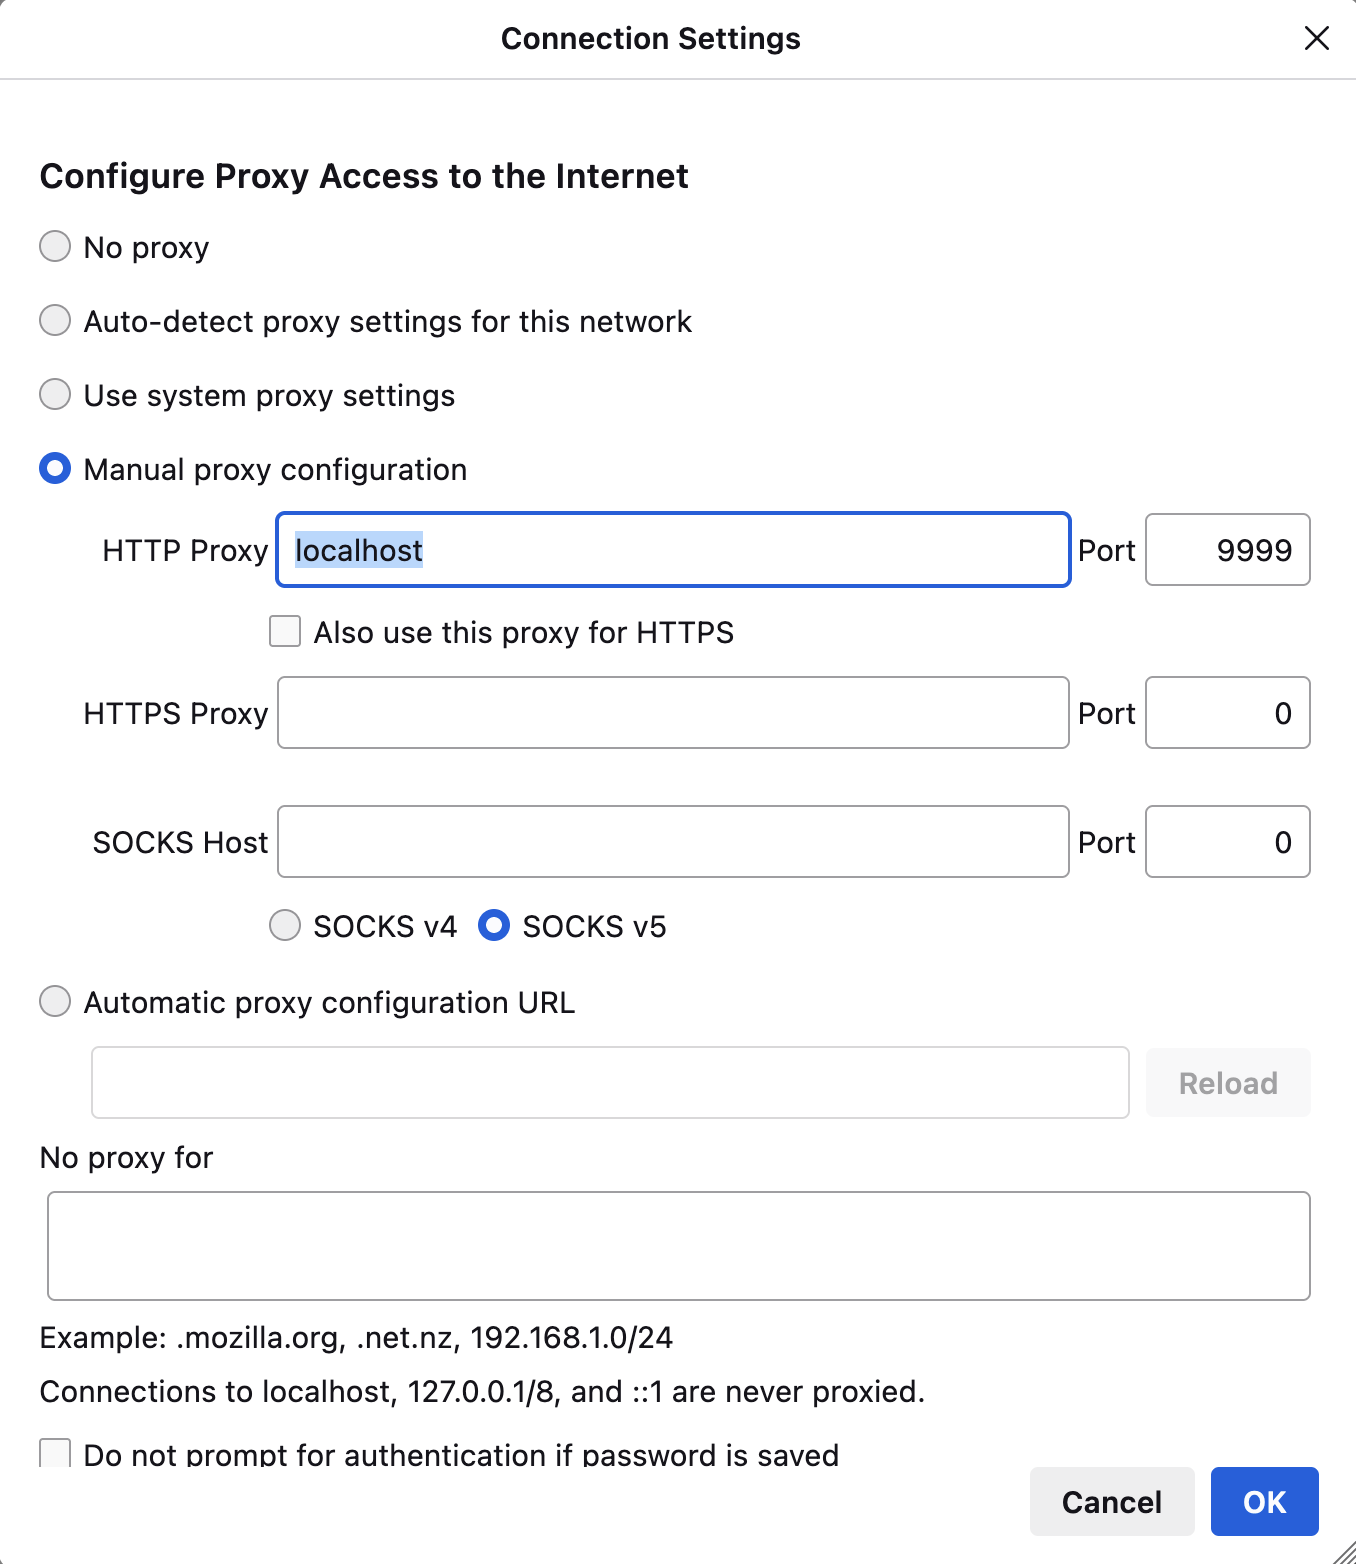 Connection Settings
Configure Proxy Access to the Internet
No proxy
Auto-detect proxy settings for this network
Use system proxy settings
Manual proxy configuration
HTTP Proxy localhost Port 9999
Also use this proxy for HTTPS
HTTPS Proxy Port 0
SOCKS Host Port 0
SOCKS v4 SOCKS v5
Automatic proxy configuration URL
Reload
No proxy for
Example: .mozilla.org, .net.nz, 192.168.1.0/24
Connections to localhost, 127.0.0.1/8, and ::1 are never proxied.
Do not prompt for authentication if password is saved
Cancel OK